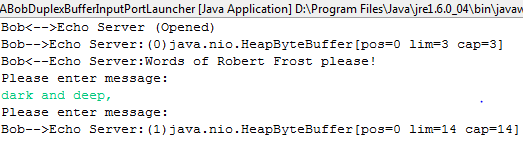 ABobDuplexBufferInputPortLauncher [Java Application] D:\Program Files\Java\jre1.6.0_04\bin\javaw
Bob<-->Echo Server (Opened)
Bob-->Echo Server:(0)java.nio.HeapByteBuffer[pos=0 lim=3 cap=3]
Bob<--Echo Server:Words of Robert Frost please!
Please enter message:
dark and deep,
Please enter message:
Bob-->Echo Server:(1)java.nio.HeapByteBuffer[pos=0 lim=14 cap=14]